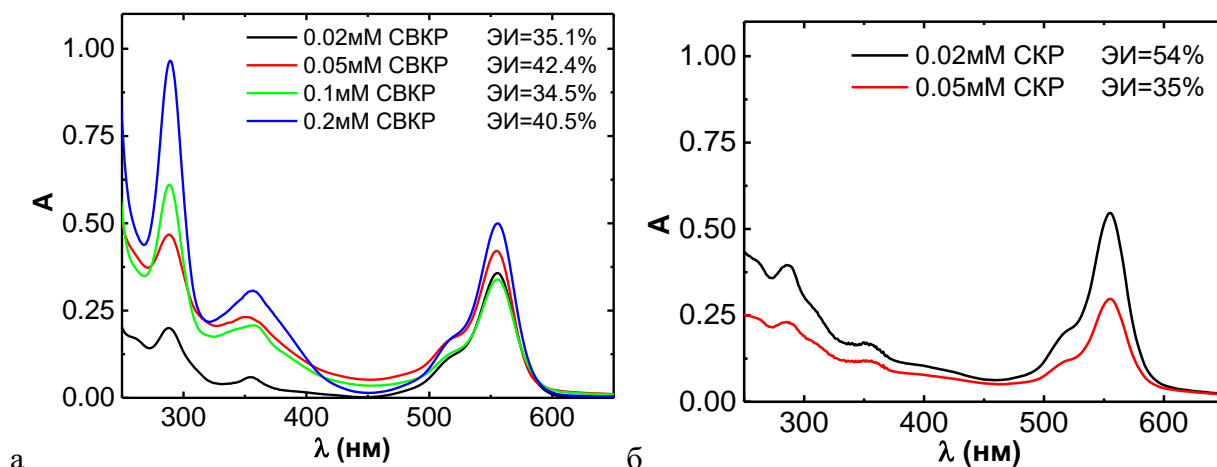 1.00
0.75
0.50
0.25
0.00
A
300
400
500
600
λ (нм)
0.02мМ СВКР ЭИ=35.1%
0.05мМ СВКР ЭИ=42.4%
0.1мМ СВКР ЭИ=34.5%
0.2мМ СВКР ЭИ=40.5%
а
1.00
0.75
0.50
0.25
0.00
A
300
400
500
600
λ (нм)
0.02мМ СКР ЭИ=54%
0.05мМ СКР ЭИ=35%
б